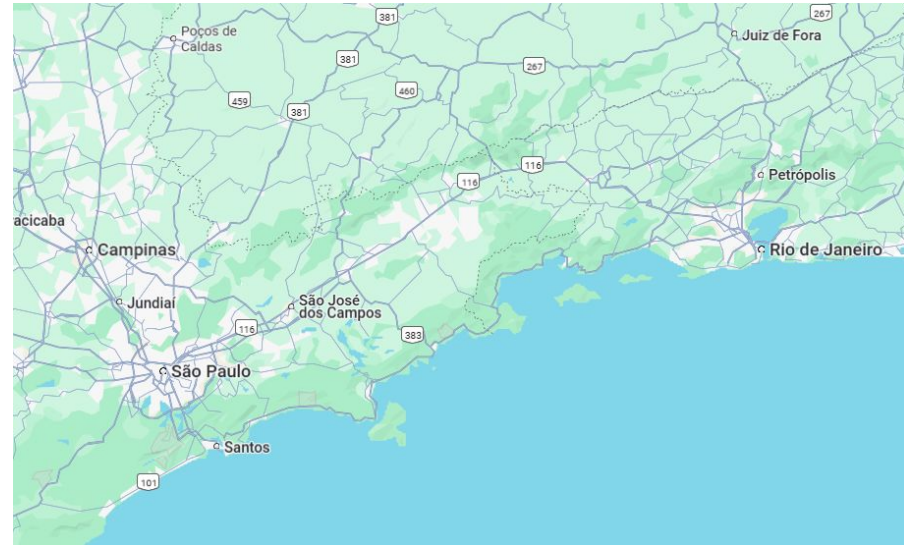 381
267
Poços de
Caldas
Juiz de Fora
381
267
459
460
381
116
116
Petrópolis
acicaba
Campinas
Rio de Janeiro
Jundiaí
São José
dos Campos
116
383
São Paulo
Santos
101